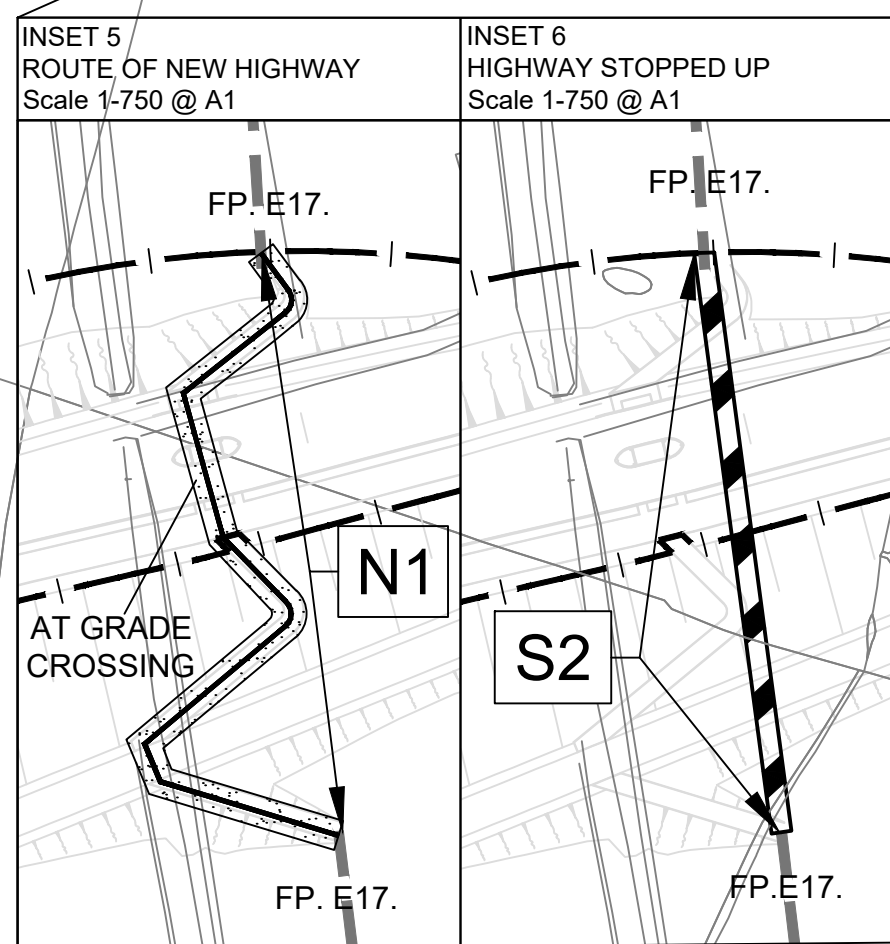 INSET 5
ROUTE OF NEW HIGHWAY
Scale 1-750 @ A1
FP. E17.
N1
AT GRADE
CROSSING
FP. E17.
INSET 6
HIGHWAY STOPPED UP
Scale 1-750 @ A1
FP. E17.
S2
FP.E17.